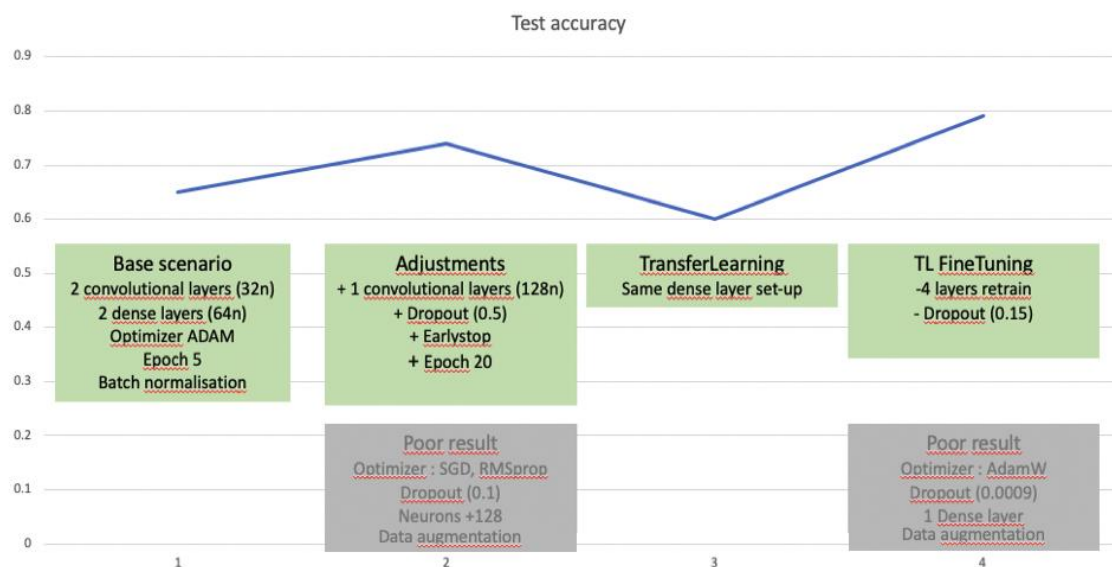 Test accuracy
0.9
0.8
0.7
0.6
0.5
0.4
0.3
0.2
0.1
0
Base scenario
2 convolutional layers (32n)
2 dense layers (64n)
Optimizer ADAM
Epoch 5
Batch normalisation
Adjustments
+ 1 convolutional layers (128n)
+ Dropout (0.5)
+ Earlystop
+ Epoch 20
TransferLearning
Same dense layer set-up
TL FineTuning
-4 layers retrain
- Dropout (0.15)
Poor result
Optimizer : SGD, RMSprop
Dropout (0.1)
Neurons +128
Data augmentation
Poor result
Optimizer : AdamW
Dropout (0.0009)
1 Dense layer
Data augmentation
1
2
3
4